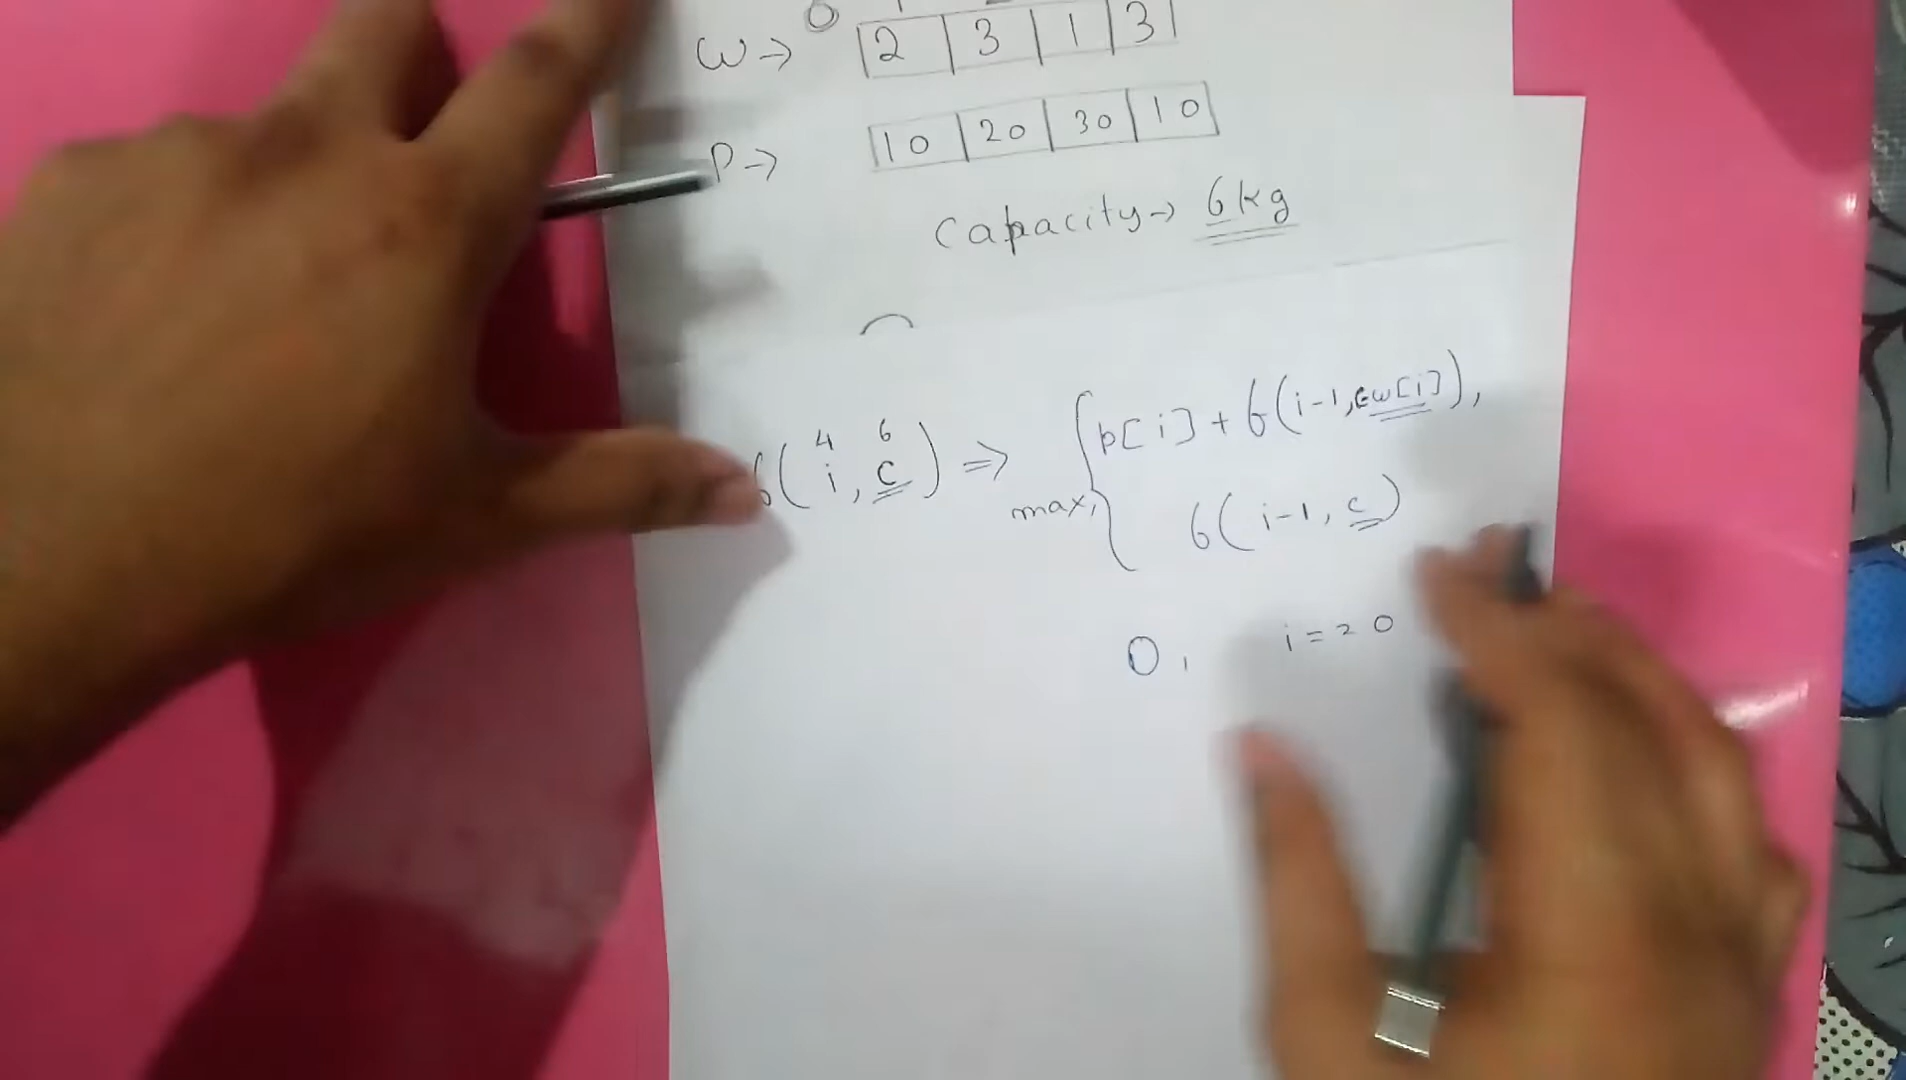 0
W → 2 3 1 3
P → 10 20 30 10
Capacity → 6kg
p[i] + f(i-1, c-w[i]),
4 6
f(i, c) ⇒ max,
f(i-1, c)
0, i == 0